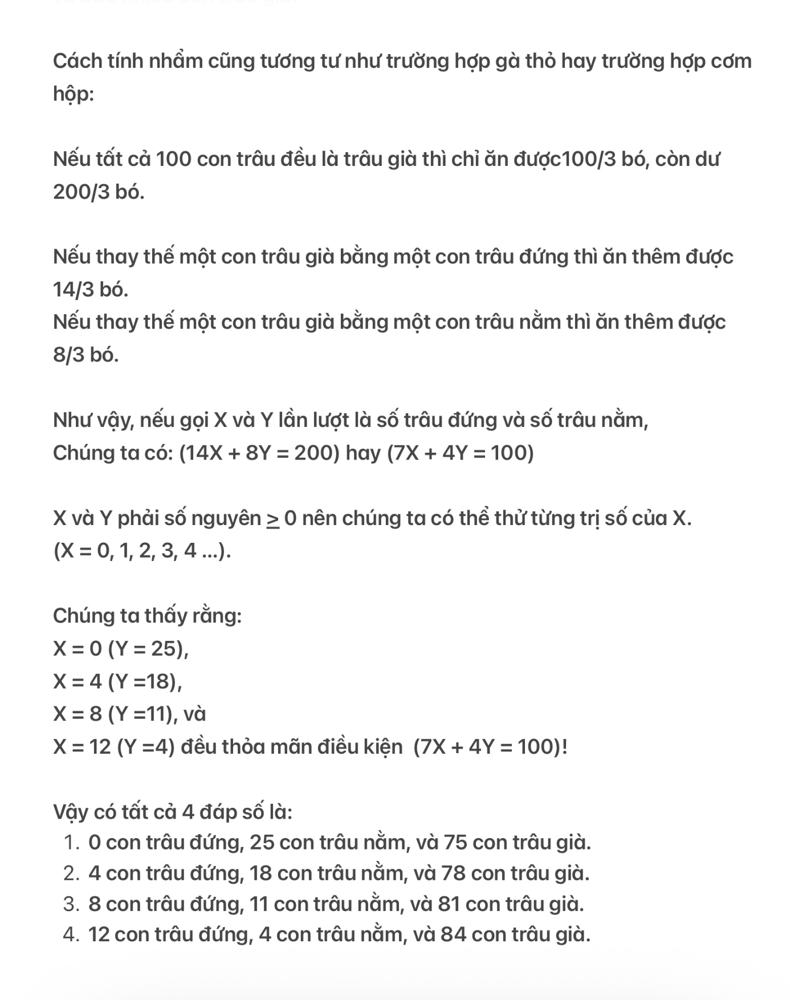 Cách tính nhẩm cũng tương tư như trường hợp gà thỏ hay trường hợp cơm
hộp:
Nếu tất cả 100 con trâu đều là trâu già thì chỉ ăn được100/3 bó, còn dư
200/3 bó.
Nếu thay thế một con trâu già bằng một con trâu đứng thì ăn thêm được
14/3 bó.
Nếu thay thế một con trâu già bằng một con trâu nằm thì ăn thêm được
8/3 bó.
Như vậy, nếu gọi X và Y lần lượt là số trâu đứng và số trâu nằm,
Chúng ta có: (14X + 8Y = 200) hay (7X + 4Y = 100)
X và Y phải số nguyên ≥ 0 nên chúng ta có thể thử từng trị số của X.
(X = 0, 1, 2, 3, 4 ...).
Chúng ta thấy rằng:
X = 0 (Y = 25),
X = 4 (Y =18),
X = 8 (Y =11), và
X = 12 (Y =4) đều thỏa mãn điều kiện  (7X + 4Y = 100)!
Vậy có tất cả 4 đáp số là:
1. 0 con trâu đứng, 25 con trâu nằm, và 75 con trâu già.
2. 4 con trâu đứng, 18 con trâu nằm, và 78 con trâu già.
3. 8 con trâu đứng, 11 con trâu nằm, và 81 con trâu già.
4. 12 con trâu đứng, 4 con trâu nằm, và 84 con trâu già.